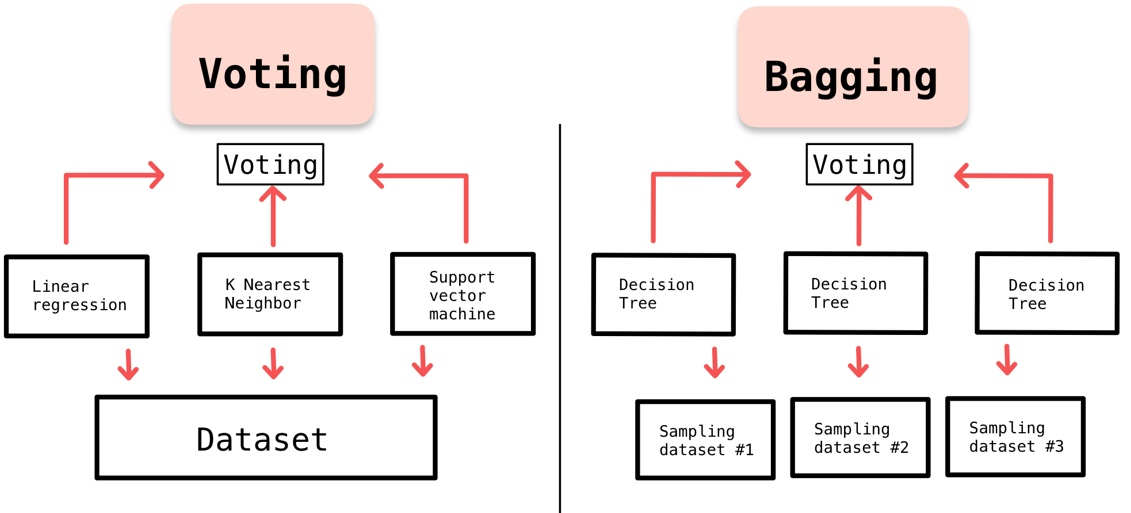 Voting
Voting
Linear
regression
K Nearest
Neighbor
Support
vector
machine
Dataset
Bagging
Voting
Decision
Tree
Decision
Tree
Decision
Tree
Sampling
dataset #1
Sampling
dataset #2
Sampling
dataset #3